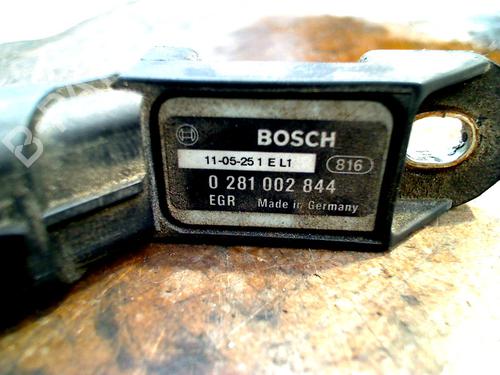 BOSCH
11-05-25 1 E L1
816
0 281 002 844
EGR Made in Germany